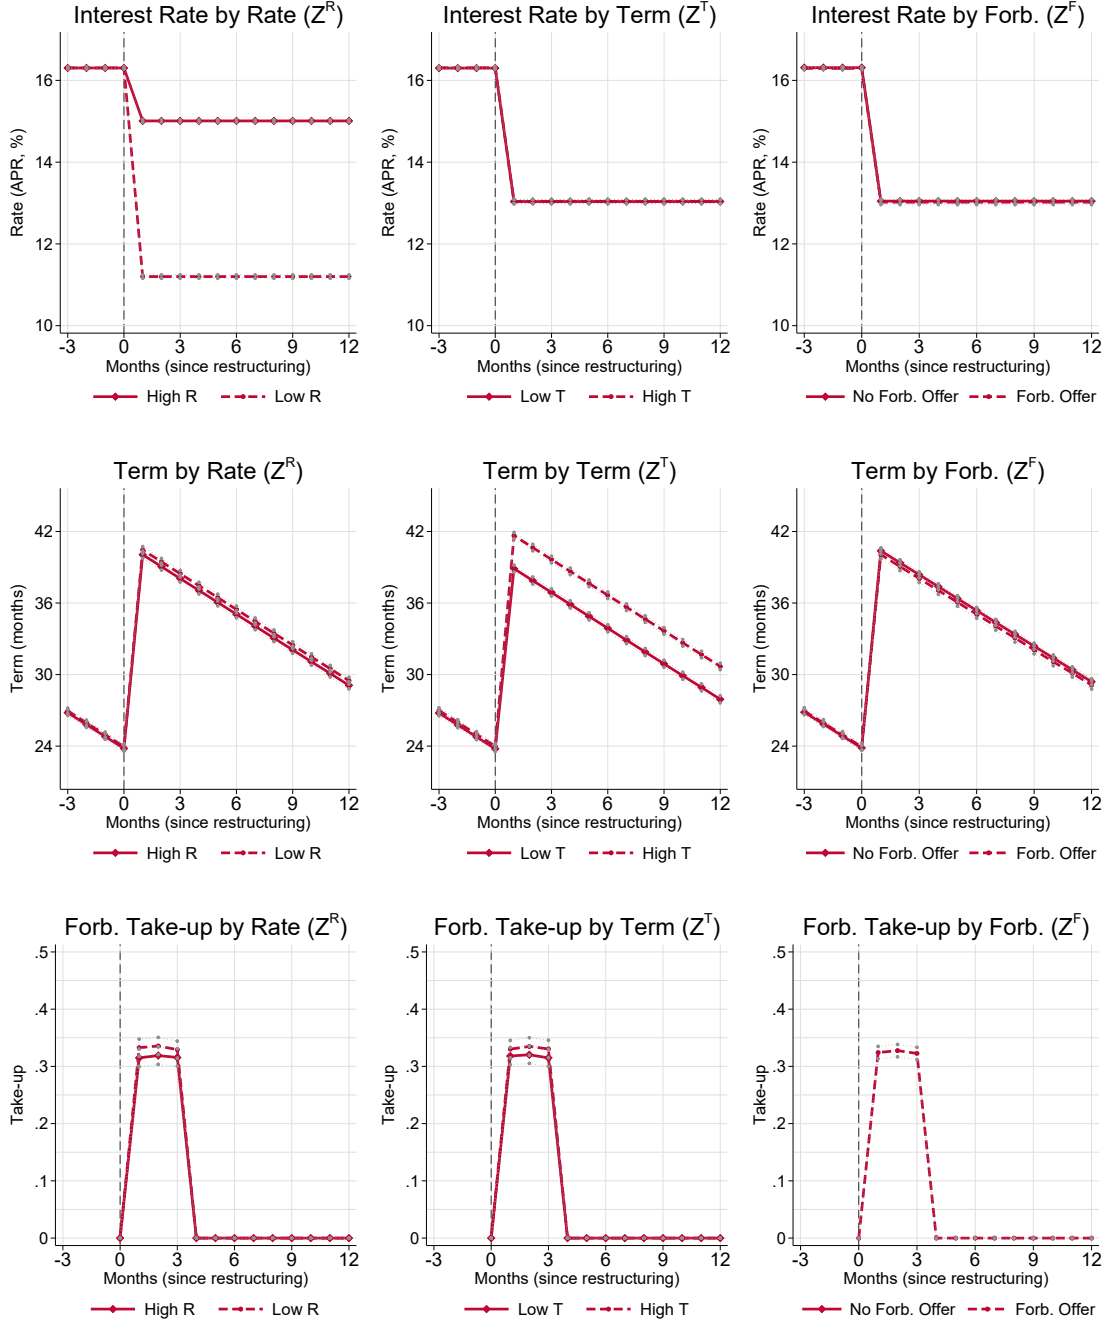 Interest Rate by Rate (Z^R)
Interest Rate by Term (Z^T)
Interest Rate by Forb. (Z^F)
Rate (APR, %)
16
14
12
10
-3 0 3 6 9 12
Months (since restructuring)
High R Low R
Rate (APR, %)
16
14
12
10
-3 0 3 6 9 12
Months (since restructuring)
Low T High T
Rate (APR, %)
16
14
12
10
-3 0 3 6 9 12
Months (since restructuring)
No Forb. Offer Forb. Offer
Term by Rate (Z^R)
Term by Term (Z^T)
Term by Forb. (Z^F)
Term (months)
42
36
30
24
-3 0 3 6 9 12
Months (since restructuring)
High R Low R
Term (months)
42
36
30
24
-3 0 3 6 9 12
Months (since restructuring)
Low T High T
Term (months)
42
36
30
24
-3 0 3 6 9 12
Months (since restructuring)
No Forb. Offer Forb. Offer
Forb. Take-up by Rate (Z^R)
Forb. Take-up by Term (Z^T)
Forb. Take-up by Forb. (Z^F)
Take-up
.5
.4
.3
.2
.1
0
-3 0 3 6 9 12
Months (since restructuring)
High R Low R
Take-up
.5
.4
.3
.2
.1
0
-3 0 3 6 9 12
Months (since restructuring)
Low T High T
Take-up
.5
.4
.3
.2
.1
0
-3 0 3 6 9 12
Months (since restructuring)
No Forb. Offer Forb. Offer